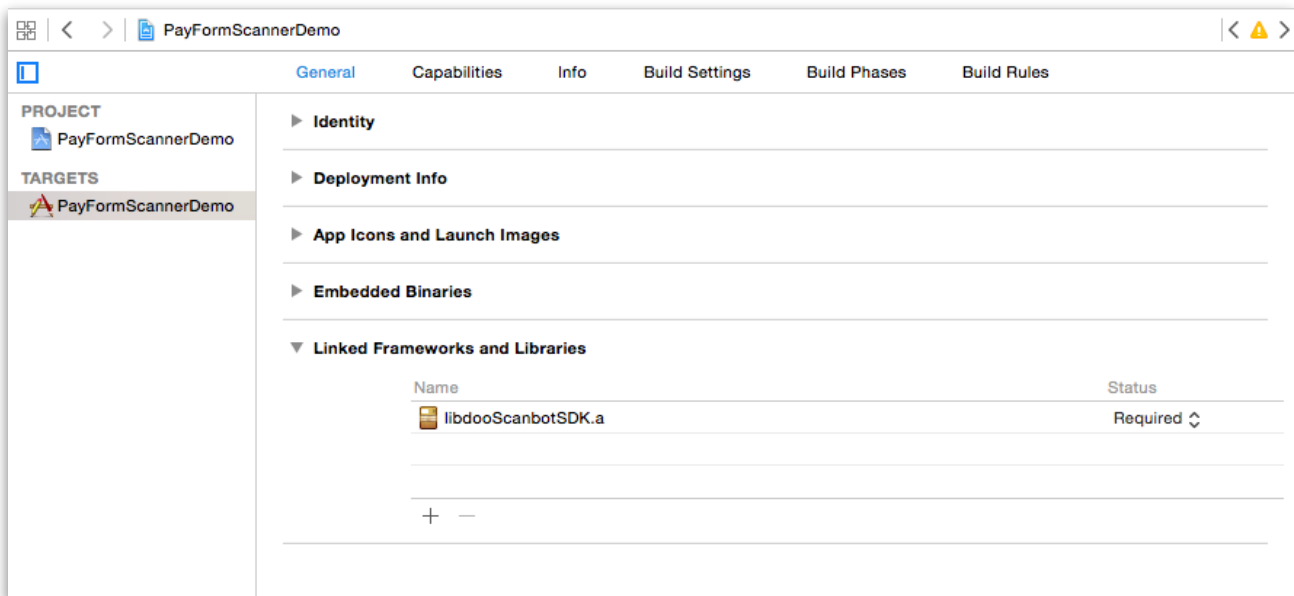 PayFormScannerDemo
General Capabilities Info Build Settings Build Phases Build Rules
PROJECT
PayFormScannerDemo
TARGETS
PayFormScannerDemo
Identity
Deployment Info
App Icons and Launch Images
Embedded Binaries
Linked Frameworks and Libraries
Name Status
libdooScanbotSDK.a Required